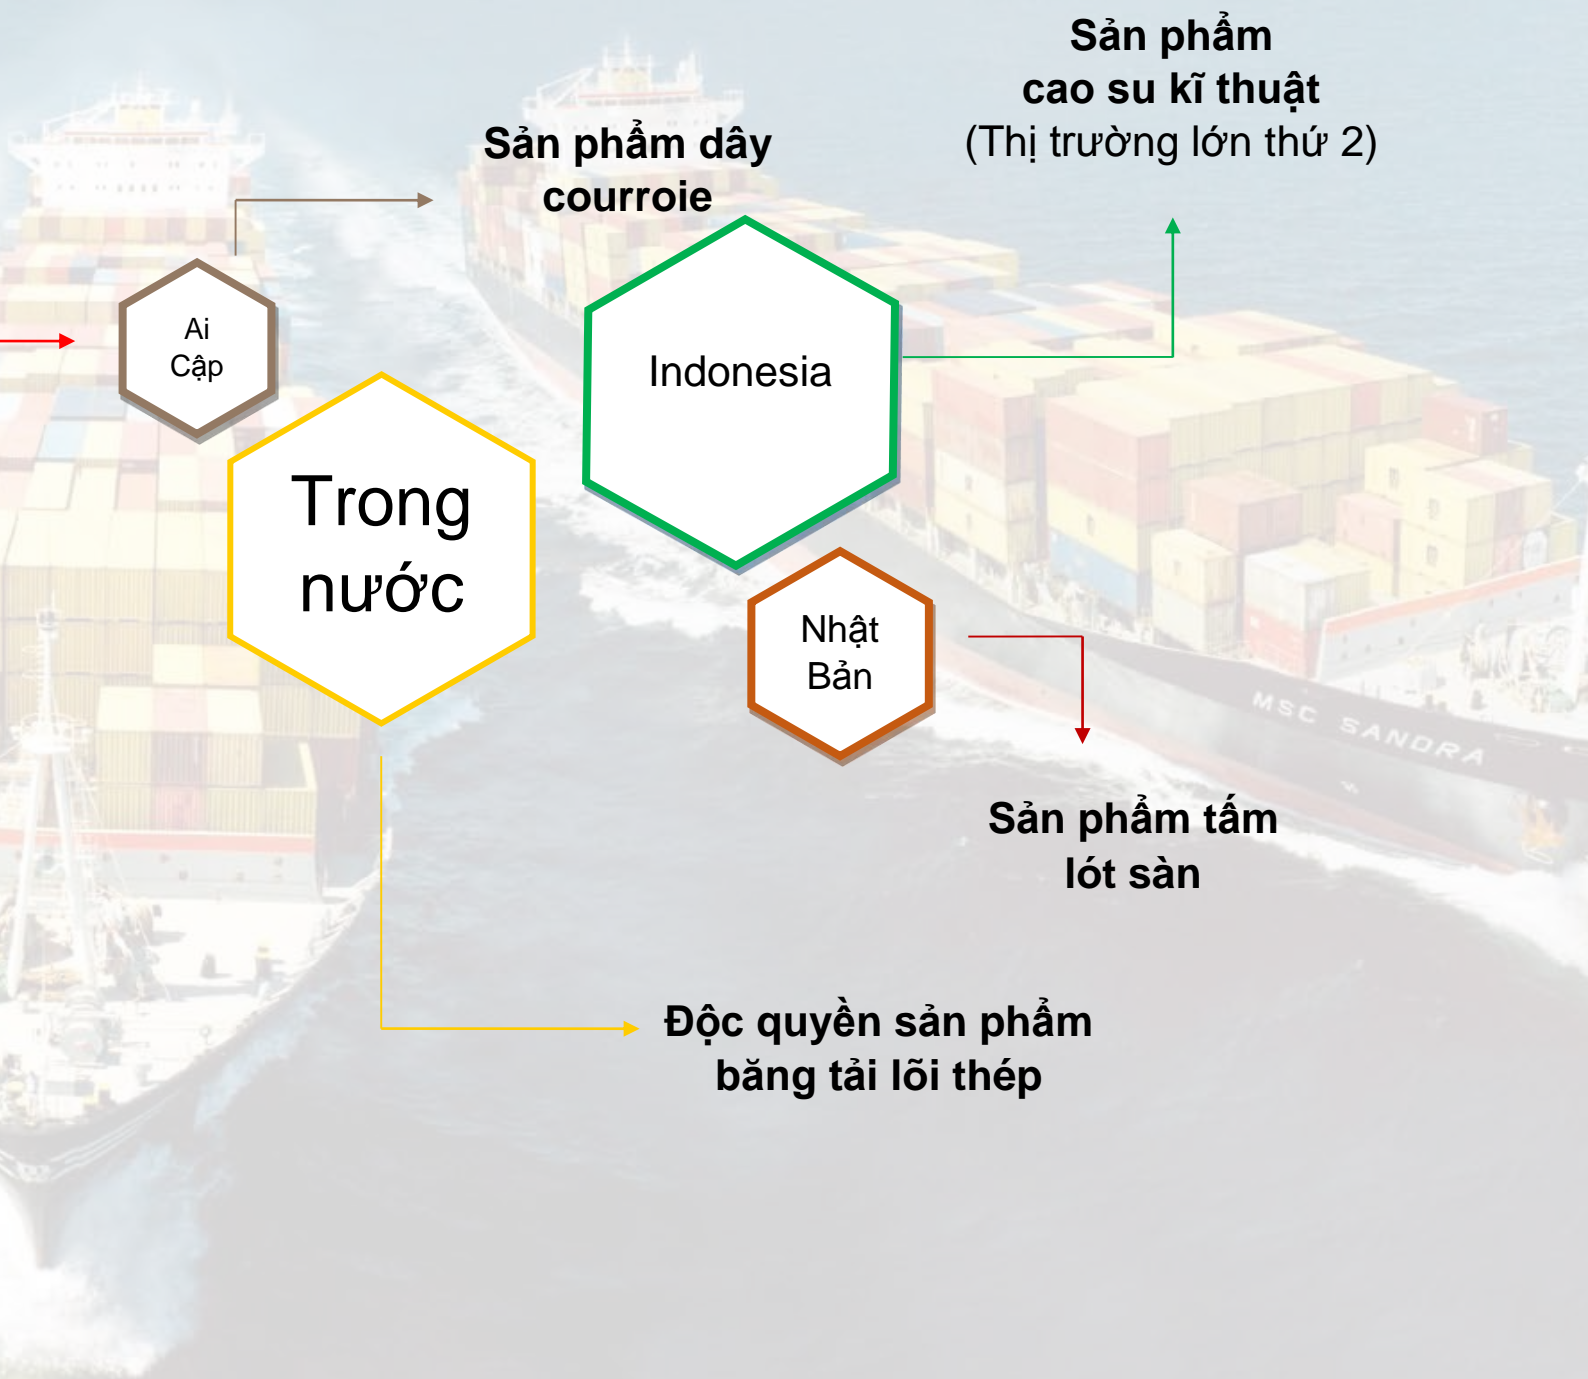 Sản phẩm
cao su kĩ thuật
(Thị trường lớn thứ 2)
Sản phẩm dây
courroie
Ai
Cập
Indonesia
Trong
nước
Nhật
Bản
MSC SANDRA
Sản phẩm tấm
lót sàn
Độc quyền sản phẩm
băng tải lõi thép